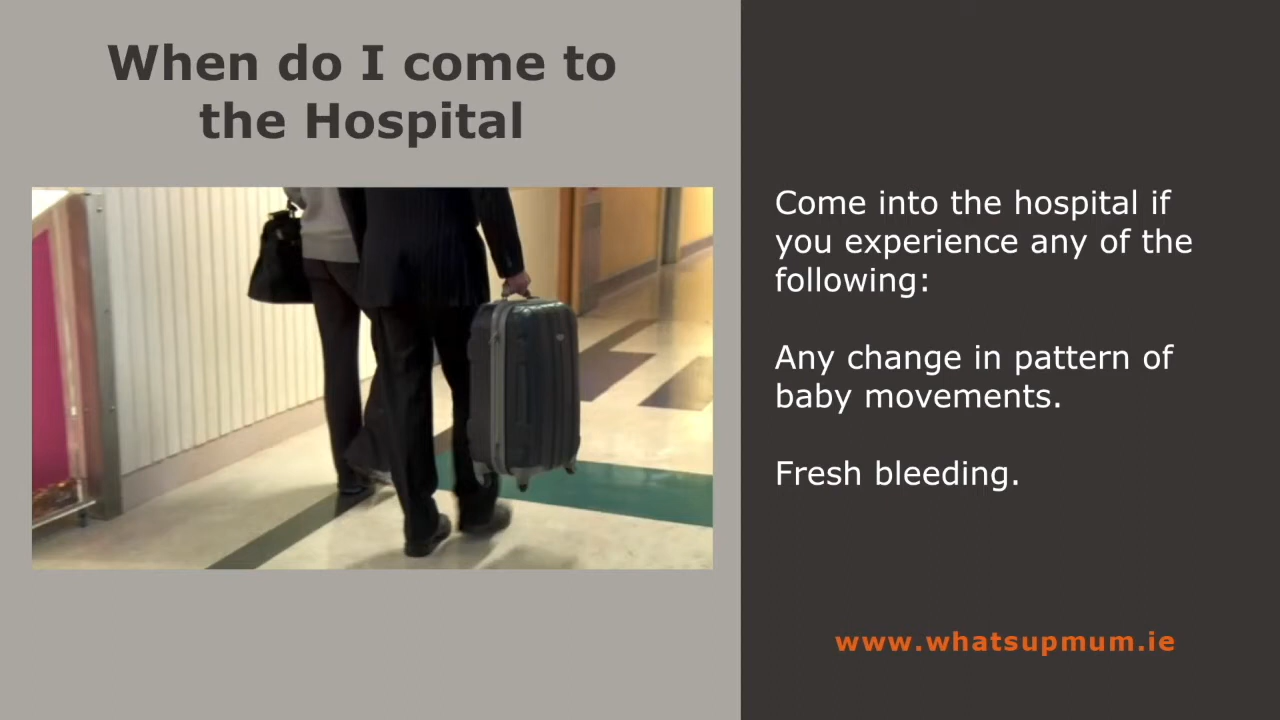 When do I come to
the Hospital
Come into the hospital if
you experience any of the
following:
Any change in pattern of
baby movements.
Fresh bleeding.
www.whatsupmum.ie